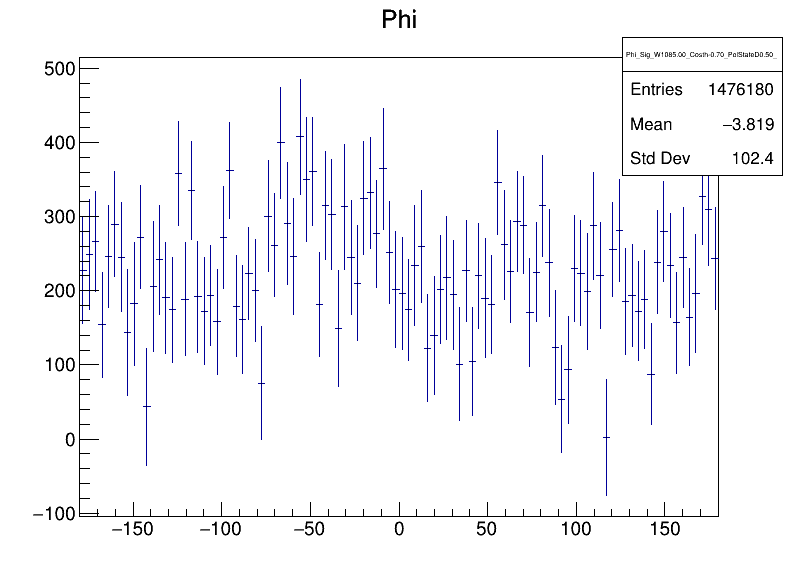 Phi
Phi_Sig_W1085.00_Costh-0.70_PolStateD0.50_
Entries 1476180
Mean −3.819
Std Dev 102.4
500
400
300
200
100
0
−100
−150 −100 −50 0 50 100 150